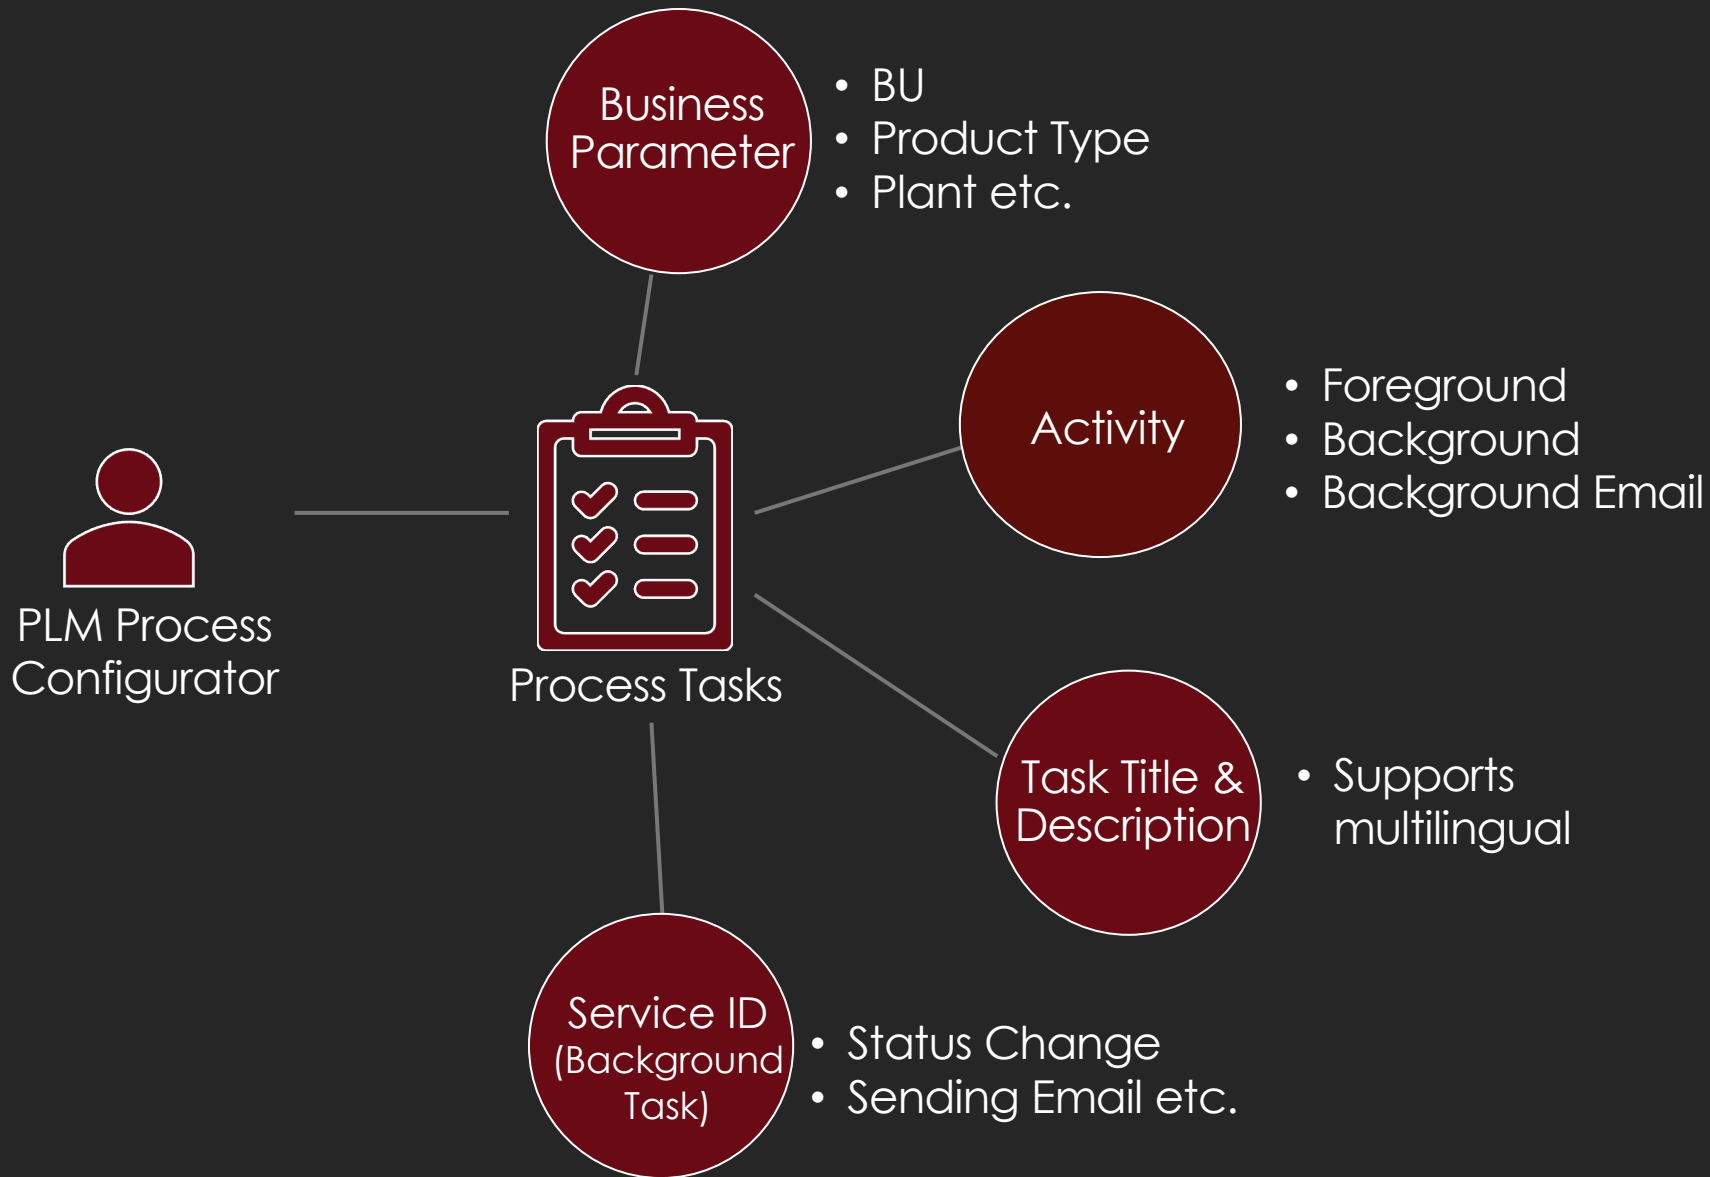 Business
Parameter
• BU
• Product Type
• Plant etc.
Activity
• Foreground
• Background
• Background Email
PLM Process
Configurator
Process Tasks
Task Title &
Description
• Supports
multilingual
Service ID
(Background
Task)
• Status Change
• Sending Email etc.